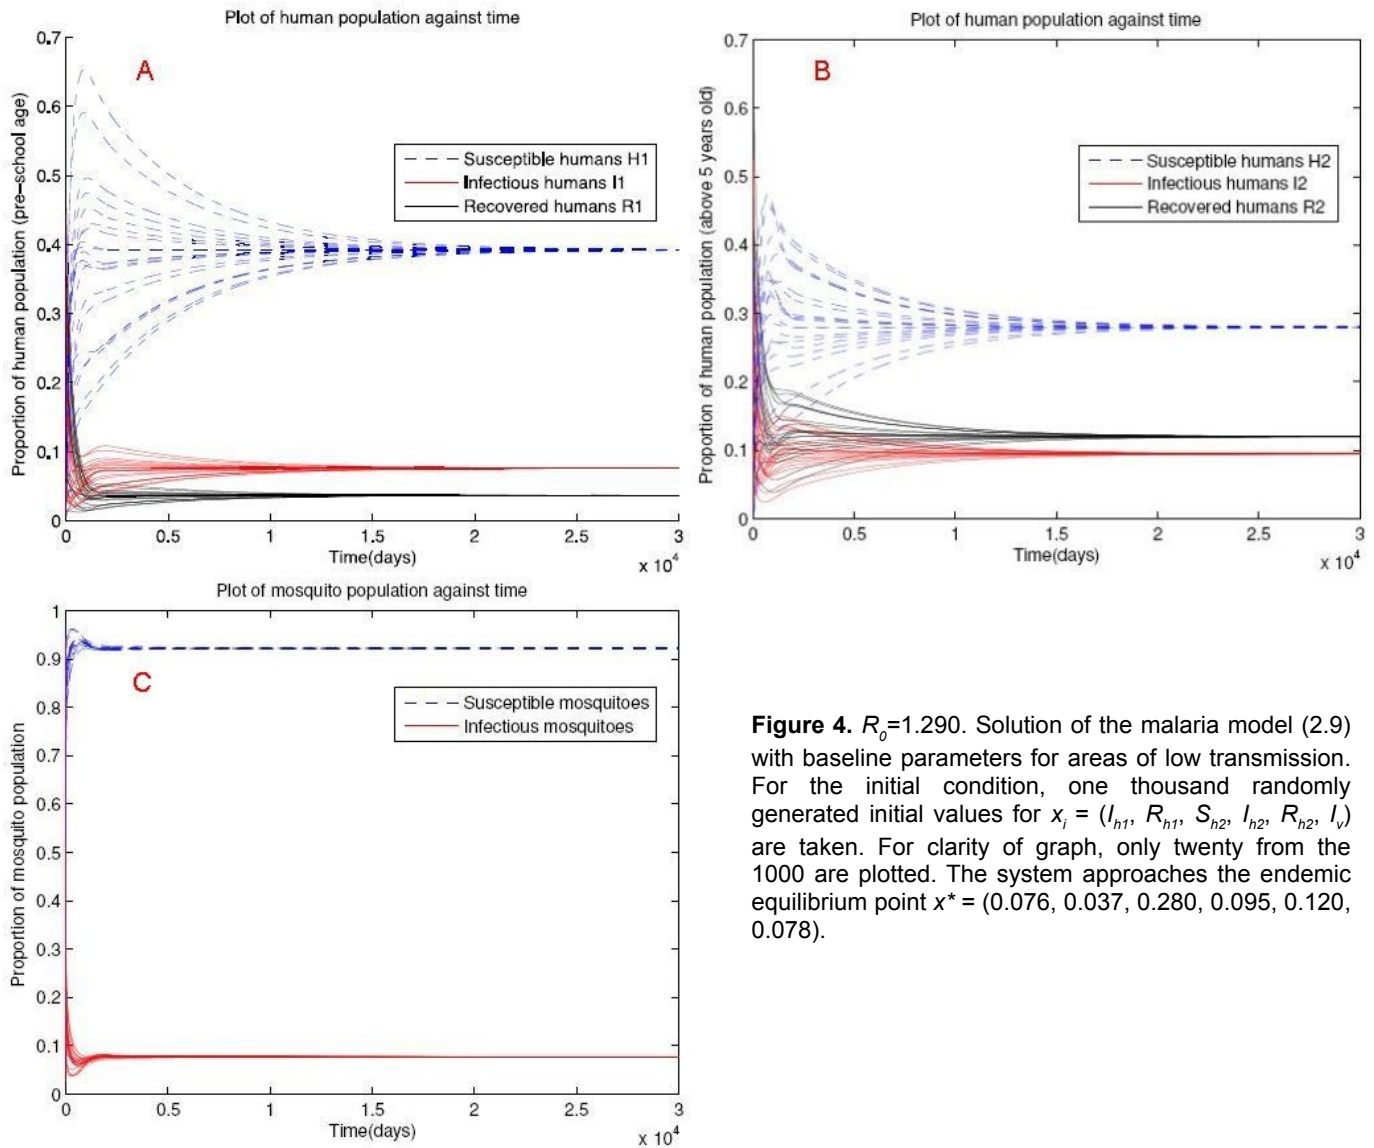 Plot of human population against time
A
Proportion of human population (pre-school age)
0.7
0.6
0.5
0.4
0.3
0.2
0.1
0
Susceptible humans H1
Infectious humans I1
Recovered humans R1
0 0.5 1 1.5 2 2.5 3
Time(days)
x 10⁴
Plot of human population against time
B
Proportion of human population (above 5 years old)
0.7
0.6
0.5
0.4
0.3
0.2
0.1
0
Susceptible humans H2
Infectious humans I2
Recovered humans R2
0 0.5 1 1.5 2 2.5 3
Time(days)
x 10⁴
Plot of mosquito population against time
C
Proportion of mosquito population
1
0.9
0.8
0.7
0.6
0.5
0.4
0.3
0.2
0.1
0
Susceptible mosquitoes
Infectious mosquitoes
0 0.5 1 1.5 2 2.5 3
Time(days)
x 10⁴
Figure 4. R₀=1.290. Solution of the malaria model (2.9)
with baseline parameters for areas of low transmission.
For the initial condition, one thousand randomly
generated initial values for xᵢ = (I_h1, R_h1, S_h2, I_h2, R_h2, I_v)
are taken. For clarity of graph, only twenty from the
1000 are plotted. The system approaches the endemic
equilibrium point x* = (0.076, 0.037, 0.280, 0.095, 0.120,
0.078).